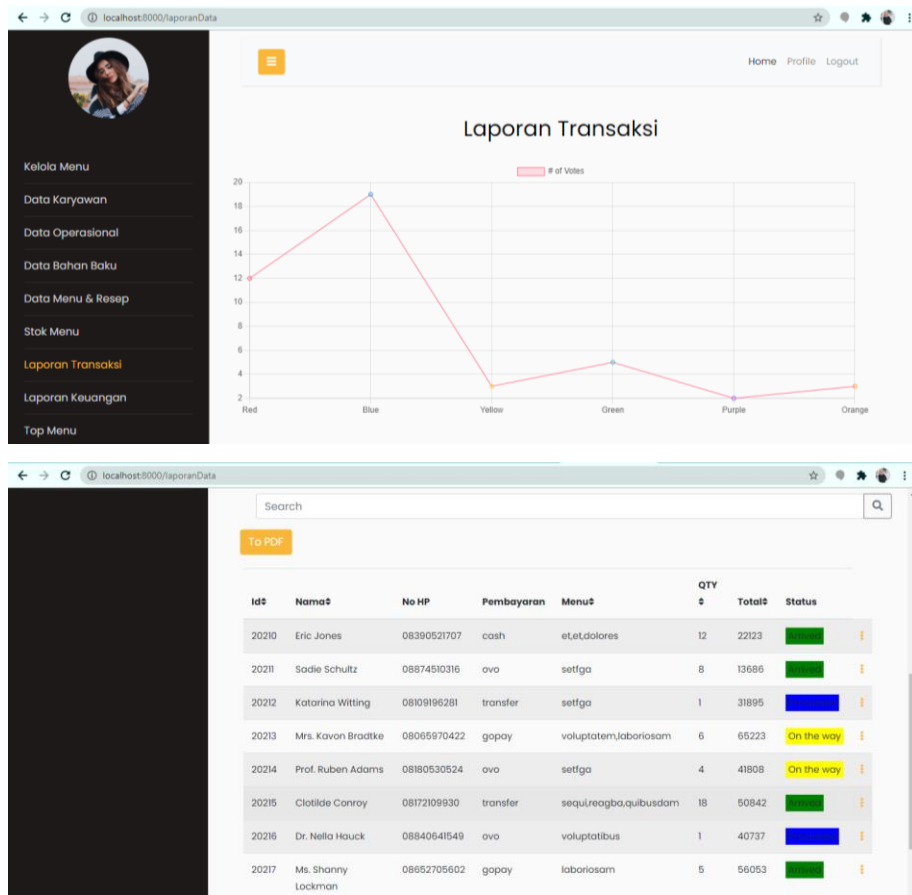 localhost:8000/laporanData
Home Profile Logout
Laporan Transaksi
Kelola Menu
Data Karyawan
Data Operasional
Data Bahan Baku
Data Menu & Resep
Stok Menu
Laporan Transaksi
Laporan Keuangan
Top Menu
# of Votes
20
18
16
14
12
10
8
6
4
2
Red Blue Yellow Green Purple Orange
localhost:8000/laporanData
Search
To PDF
Id Nama No HP Pembayaran Menu QTY Total Status
20210 Eric Jones 08390521707 cash et,et,dolores 12 22123 Arrived
20211 Sadie Schultz 08874510316 ovo setfga 8 13686 Arrived
20212 Katarina Witting 08109196281 transfer setfga 1 31895
20213 Mrs. Kavon Bradtke 08065970422 gopay voluptatem,laboriosam 6 65223 On the way
20214 Prof. Ruben Adams 08180530524 ovo setfga 4 41808 On the way
20215 Clotilde Conroy 08172109930 transfer sequi,reagba,quibusdam 18 50842 Arrived
20216 Dr. Nella Hauck 08840641549 ovo voluptatibus 1 40737
20217 Ms. Shanny Lockman 08652705602 gopay laboriosam 5 56053 Arrived